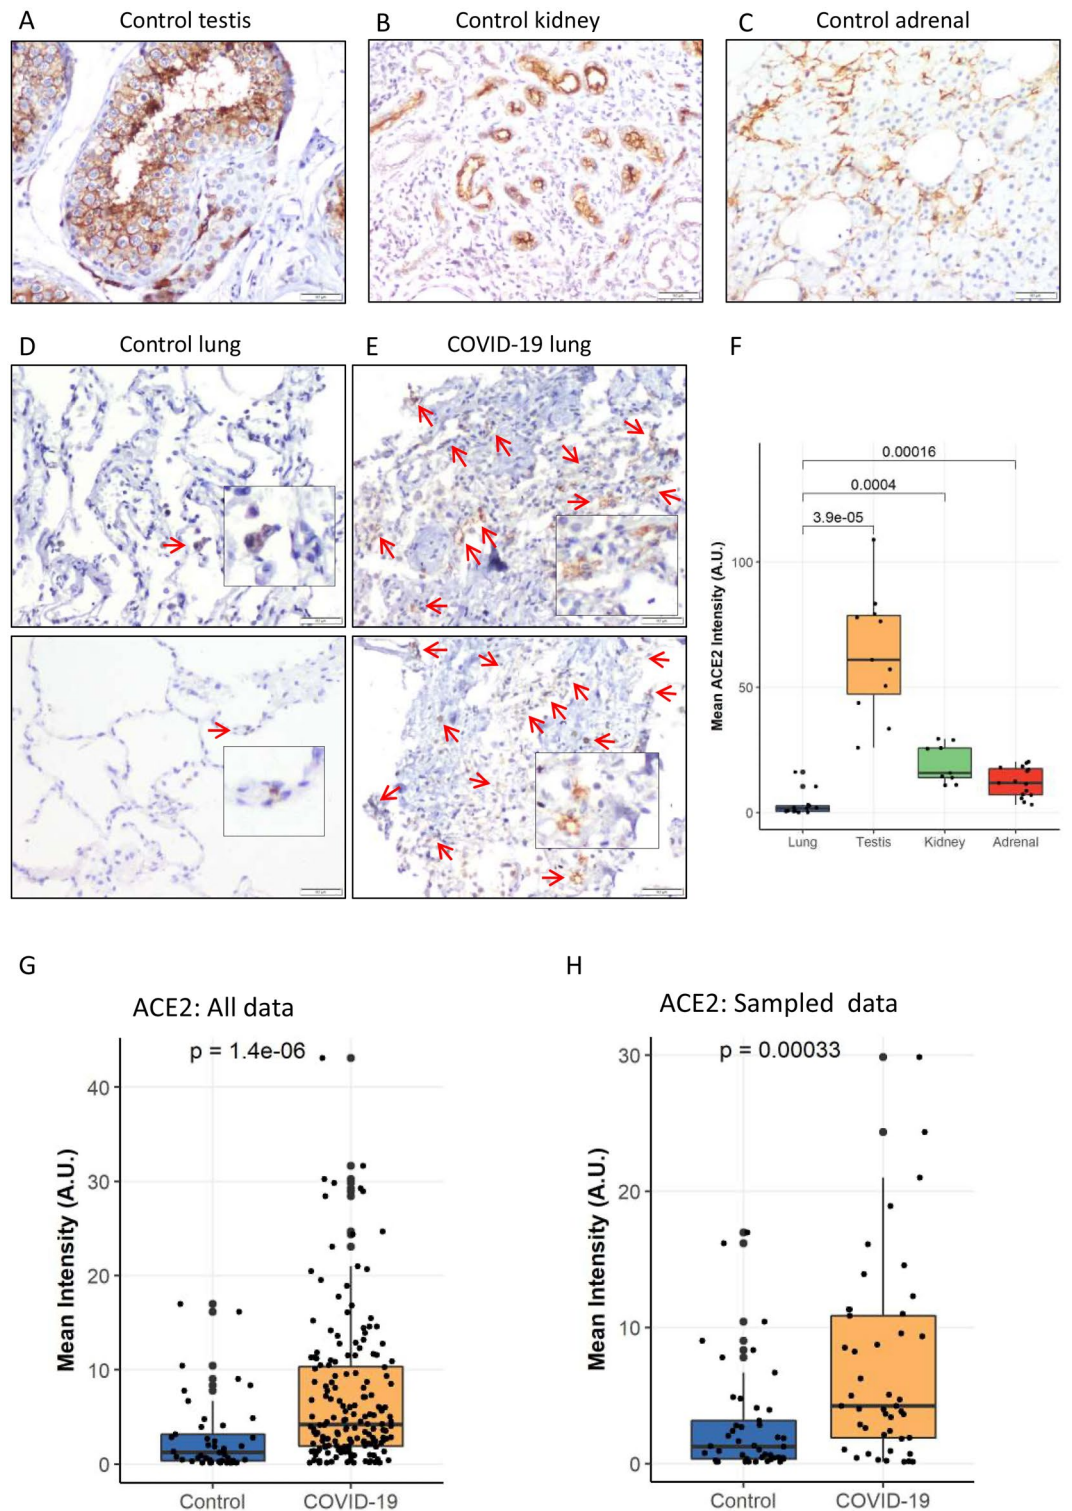 A Control testis
B Control kidney
C Control adrenal
D Control lung
E COVID-19 lung
F
0.00016
0.0004
3.9e-05
Mean ACE2 Intensity (A.U.)
100
50
0
Lung Testis Kidney Adrenal
G
ACE2: All data
p = 1.4e-06
Mean Intensity (A.U.)
40
30
20
10
0
Control COVID-19
H
ACE2: Sampled data
p = 0.00033
Mean Intensity (A.U.)
30
20
10
0
Control COVID-19